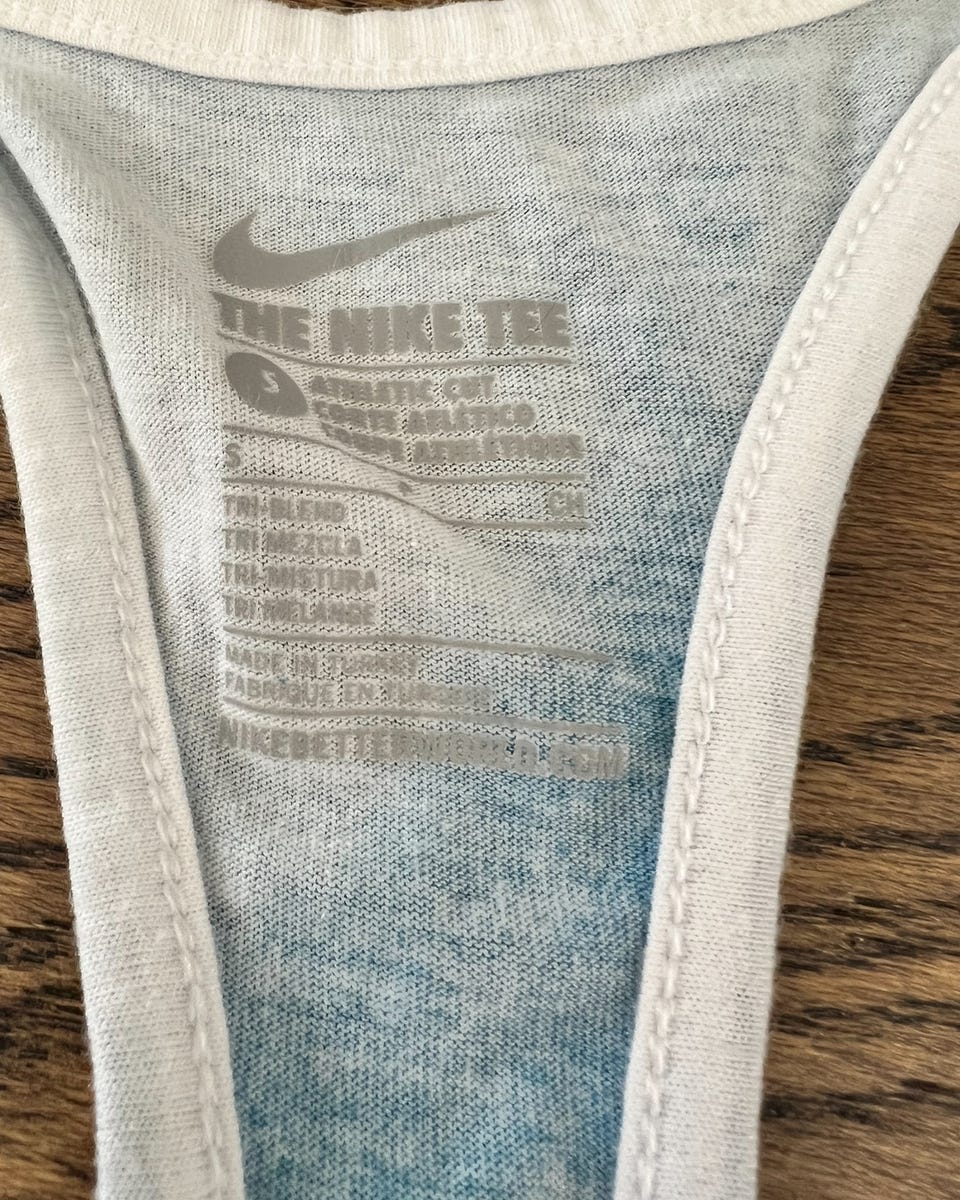 THE NIKE TEE
S
ATHLETIC CUT
CORTE ATLÉTICO
COUPE ATHLÉTIQUE
S CH
TRI-BLEND
TRI MEZCLA
TRI-MISTURA
TRI MÉLANGE
MADE IN TURKEY
FABRIQUÉ EN TURQUIE
NIKEBETTERWORLD.COM